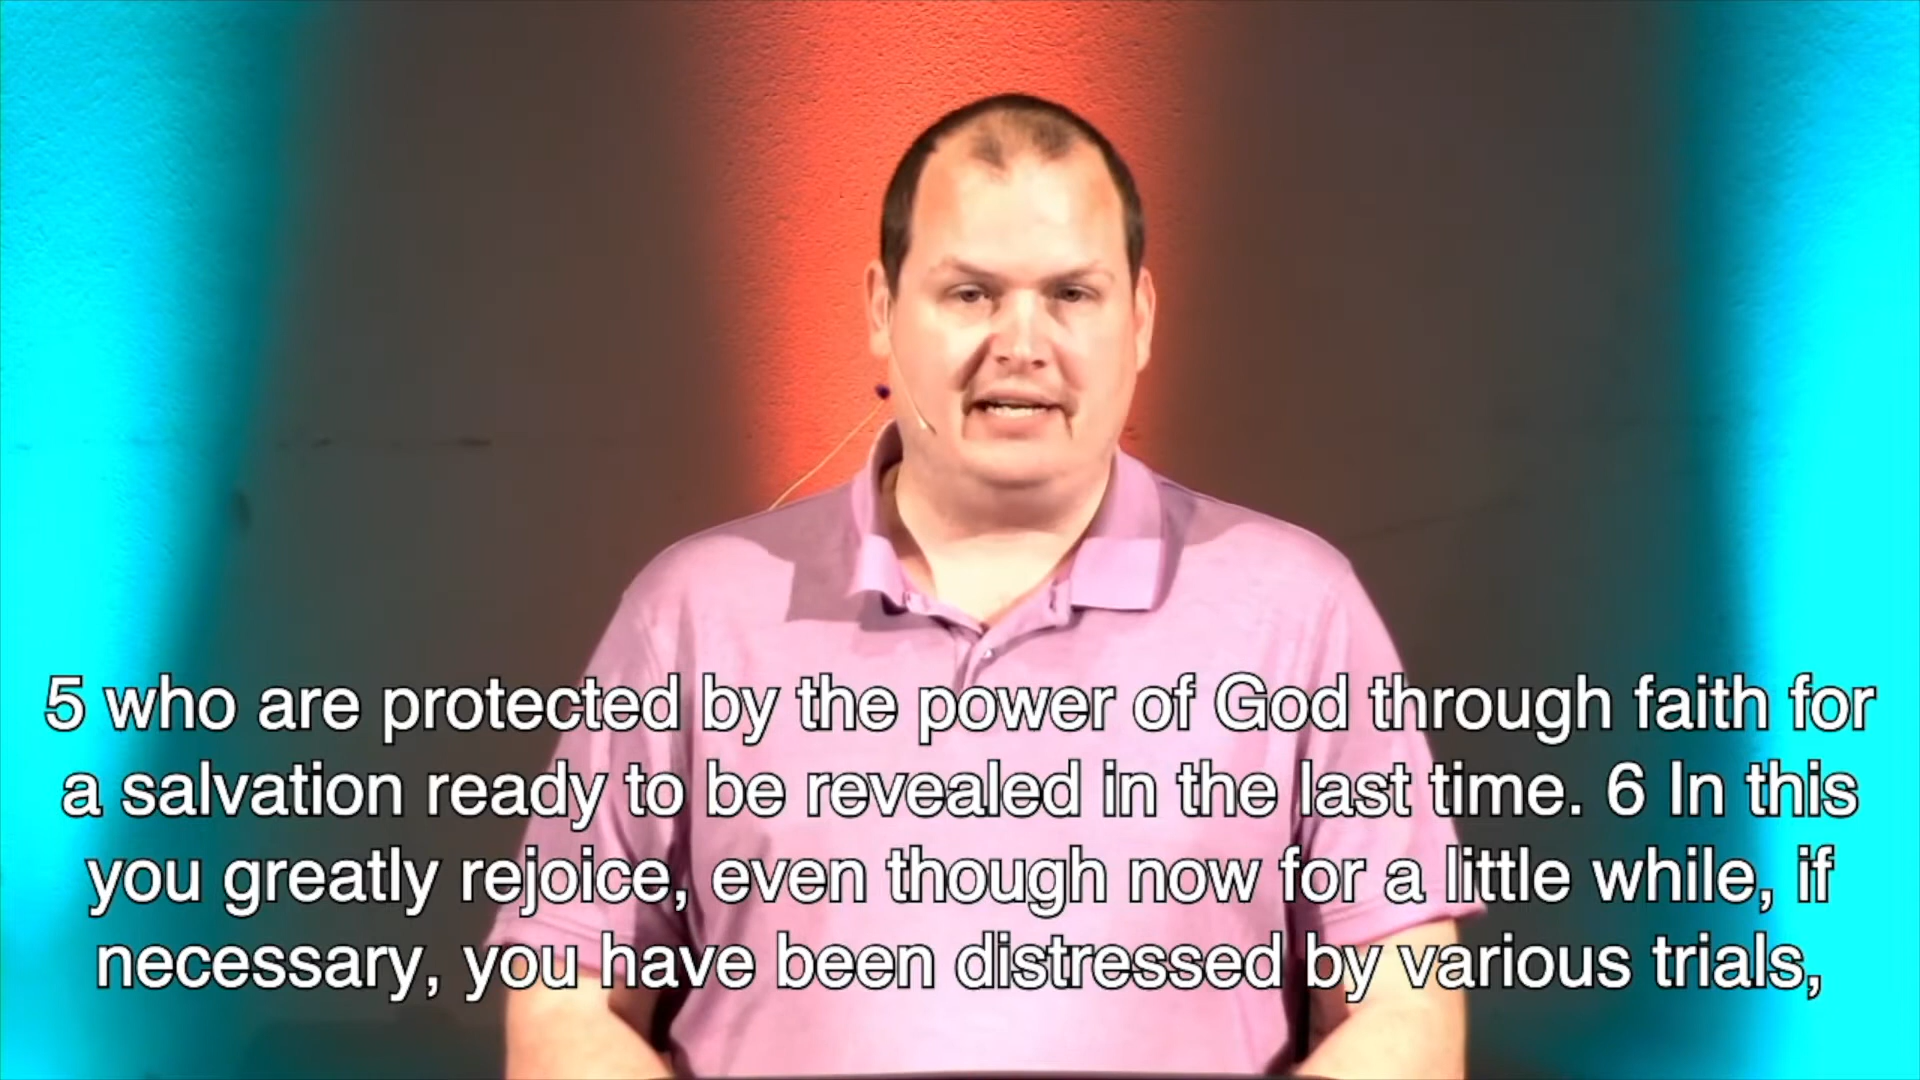 5 who are protected by the power of God through faith for
a salvation ready to be revealed in the last time. 6 In this
you greatly rejoice, even though now for a little while, if
necessary, you have been distressed by various trials,